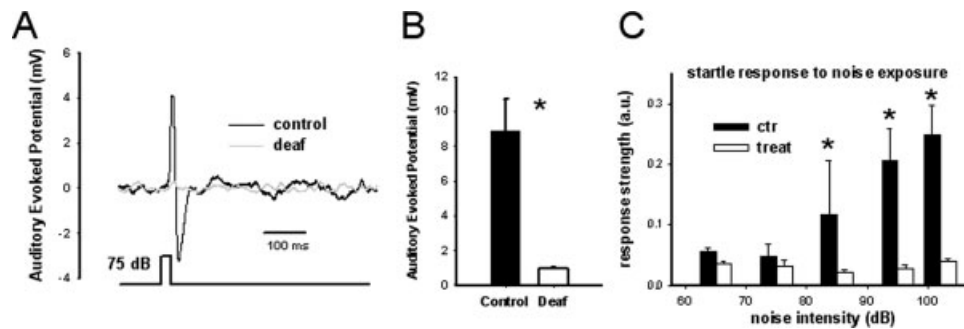 A
Auditory Evoked Potential (mV)
6
4
2
0
-2
-4
control
deaf
100 ms
75 dB
B
Auditory Evoked Potential (mV)
12
10
8
6
4
2
0
*
Control Deaf
C
startle response to noise exposure
response strength (a.u.)
0.3
0.2
0.1
0.0
ctr
treat
* * *
60 70 80 90 100
noise intensity (dB)